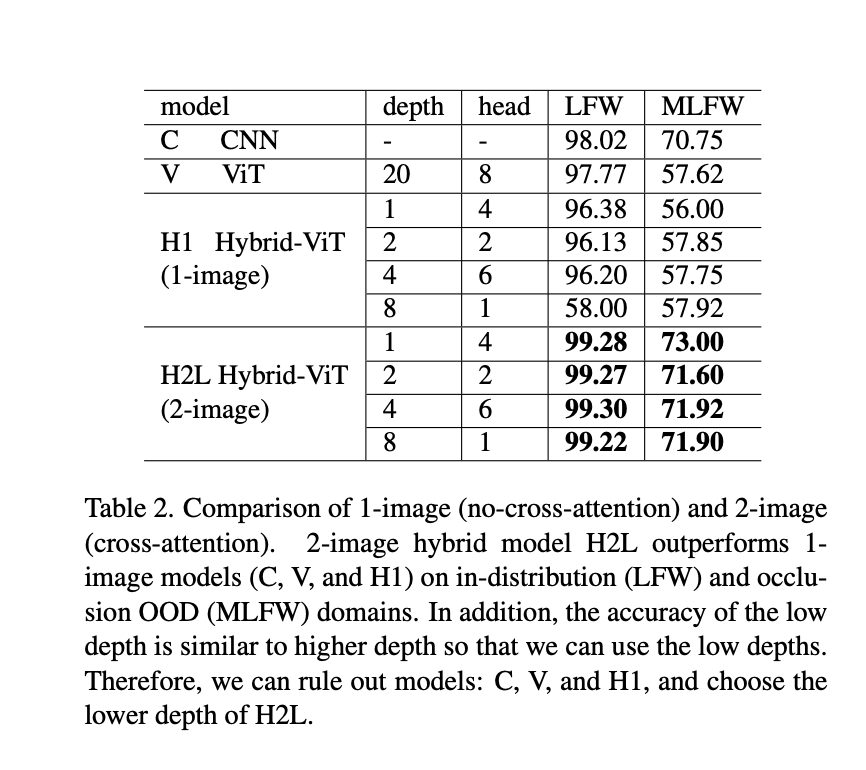 model depth head LFW MLFW
C CNN - - 98.02 70.75
V ViT 20 8 97.77 57.62
1 4 96.38 56.00
H1 Hybrid-ViT 2 2 96.13 57.85
(1-image) 4 6 96.20 57.75
8 1 58.00 57.92
1 4 99.28 73.00
H2L Hybrid-ViT 2 2 99.27 71.60
(2-image) 4 6 99.30 71.92
8 1 99.22 71.90
Table 2. Comparison of 1-image (no-cross-attention) and 2-image
(cross-attention). 2-image hybrid model H2L outperforms 1-
image models (C, V, and H1) on in-distribution (LFW) and occlu-
sion OOD (MLFW) domains. In addition, the accuracy of the low
depth is similar to higher depth so that we can use the low depths.
Therefore, we can rule out models: C, V, and H1, and choose the
lower depth of H2L.